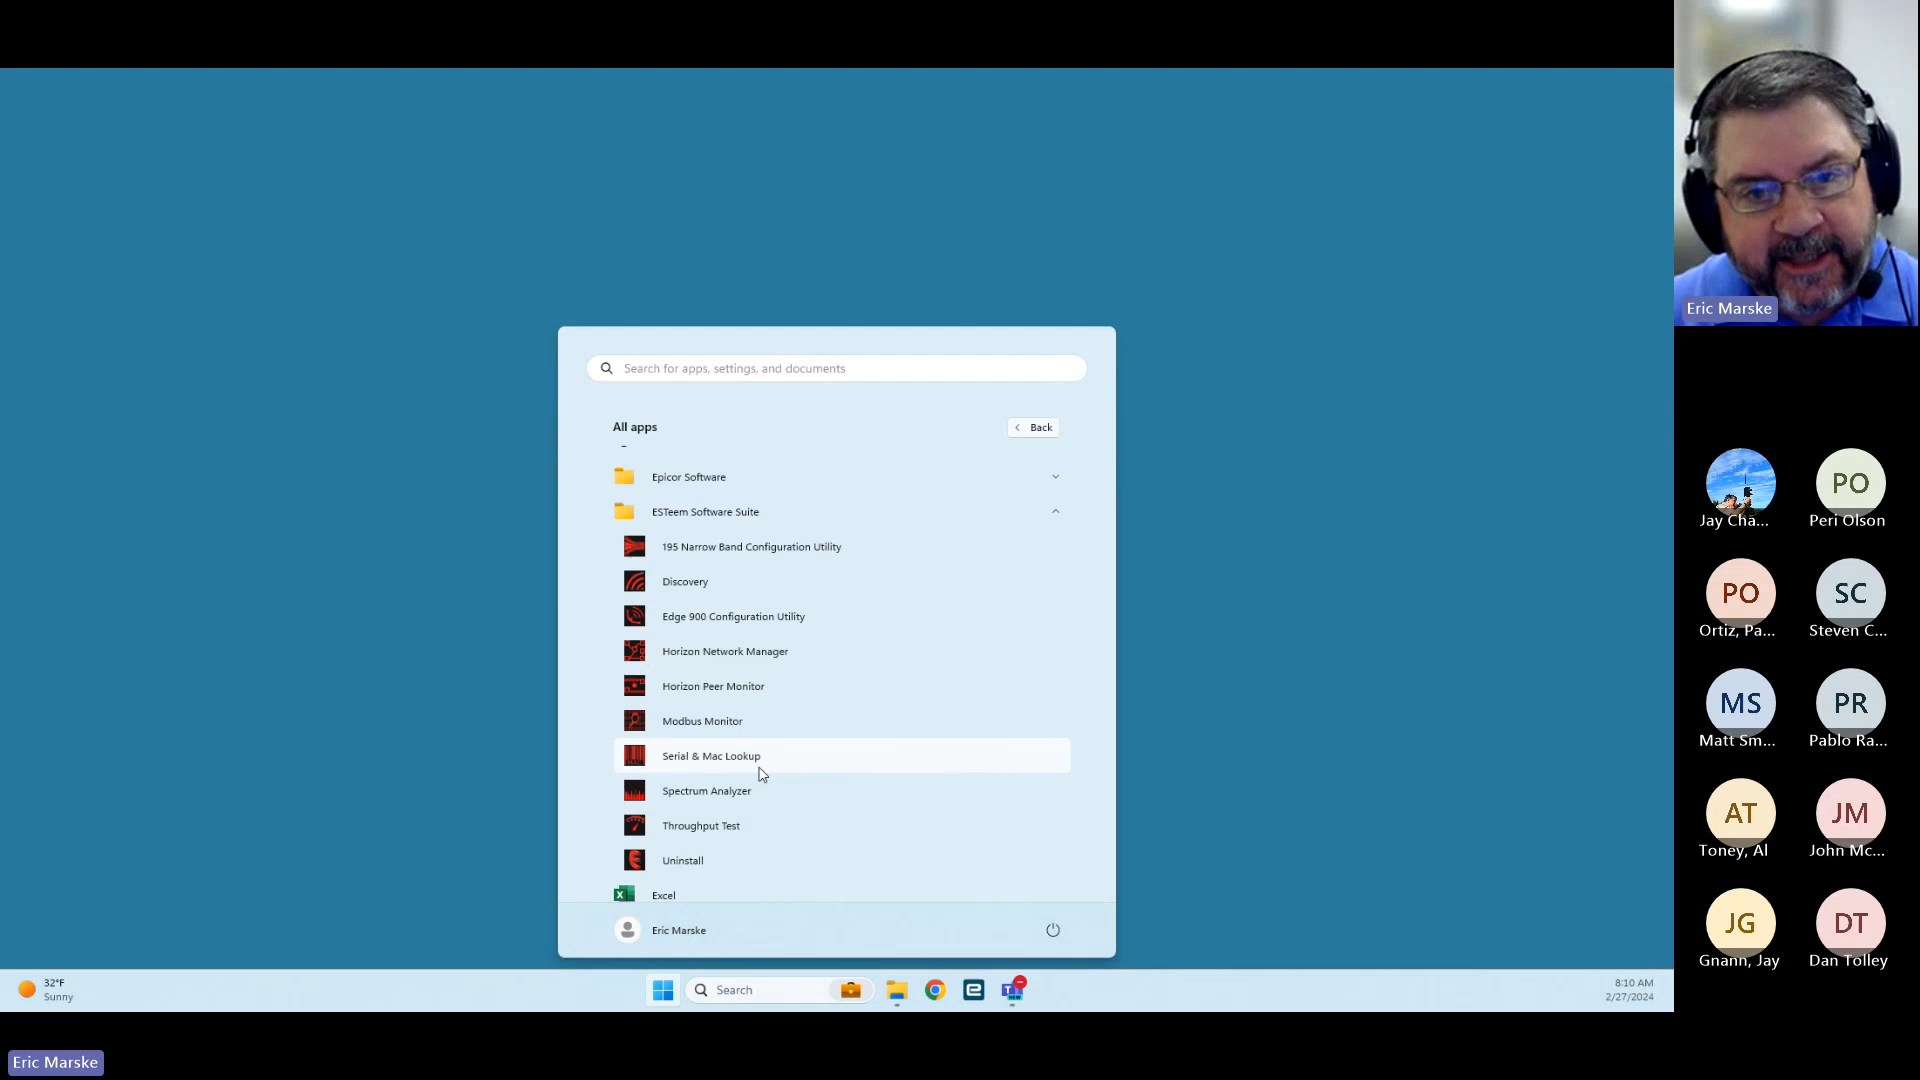 Search for apps, settings, and documents
All apps
Back
Epicor Software
ESTeem Software Suite
195 Narrow Band Configuration Utility
Discovery
Edge 900 Configuration Utility
Horizon Network Manager
Horizon Peer Monitor
Modbus Monitor
Serial & Mac Lookup
Spectrum Analyzer
Throughput Test
Uninstall
Excel
Eric Marske
32°F
Sunny
Search
NEW
8:10 AM
2/27/2024
Eric Marske
Eric Marske
Jay Cha...
PO
Peri Olson
PO
Ortiz, Pa...
SC
Steven C...
MS
Matt Sm...
PR
Pablo Ra...
AT
Toney, Al
JM
John Mc...
JG
Gnann, Jay
DT
Dan Tolley